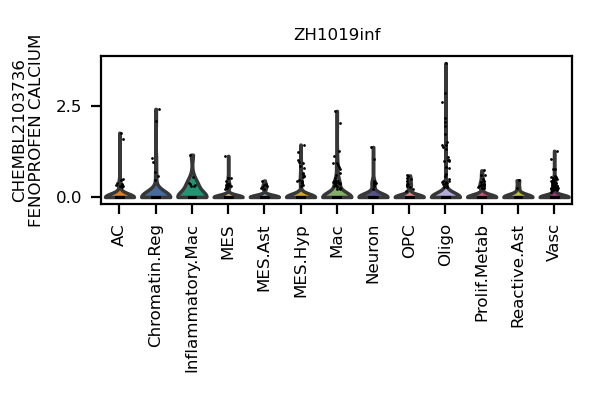 ZH1019inf
CHEMBL2103736
FENOPROFEN CALCIUM
2.5
0.0
AC
Chromatin.Reg
Inflammatory.Mac
MES
MES.Ast
MES.Hyp
Mac
Neuron
OPC
Oligo
Prolif.Metab
Reactive.Ast
Vasc